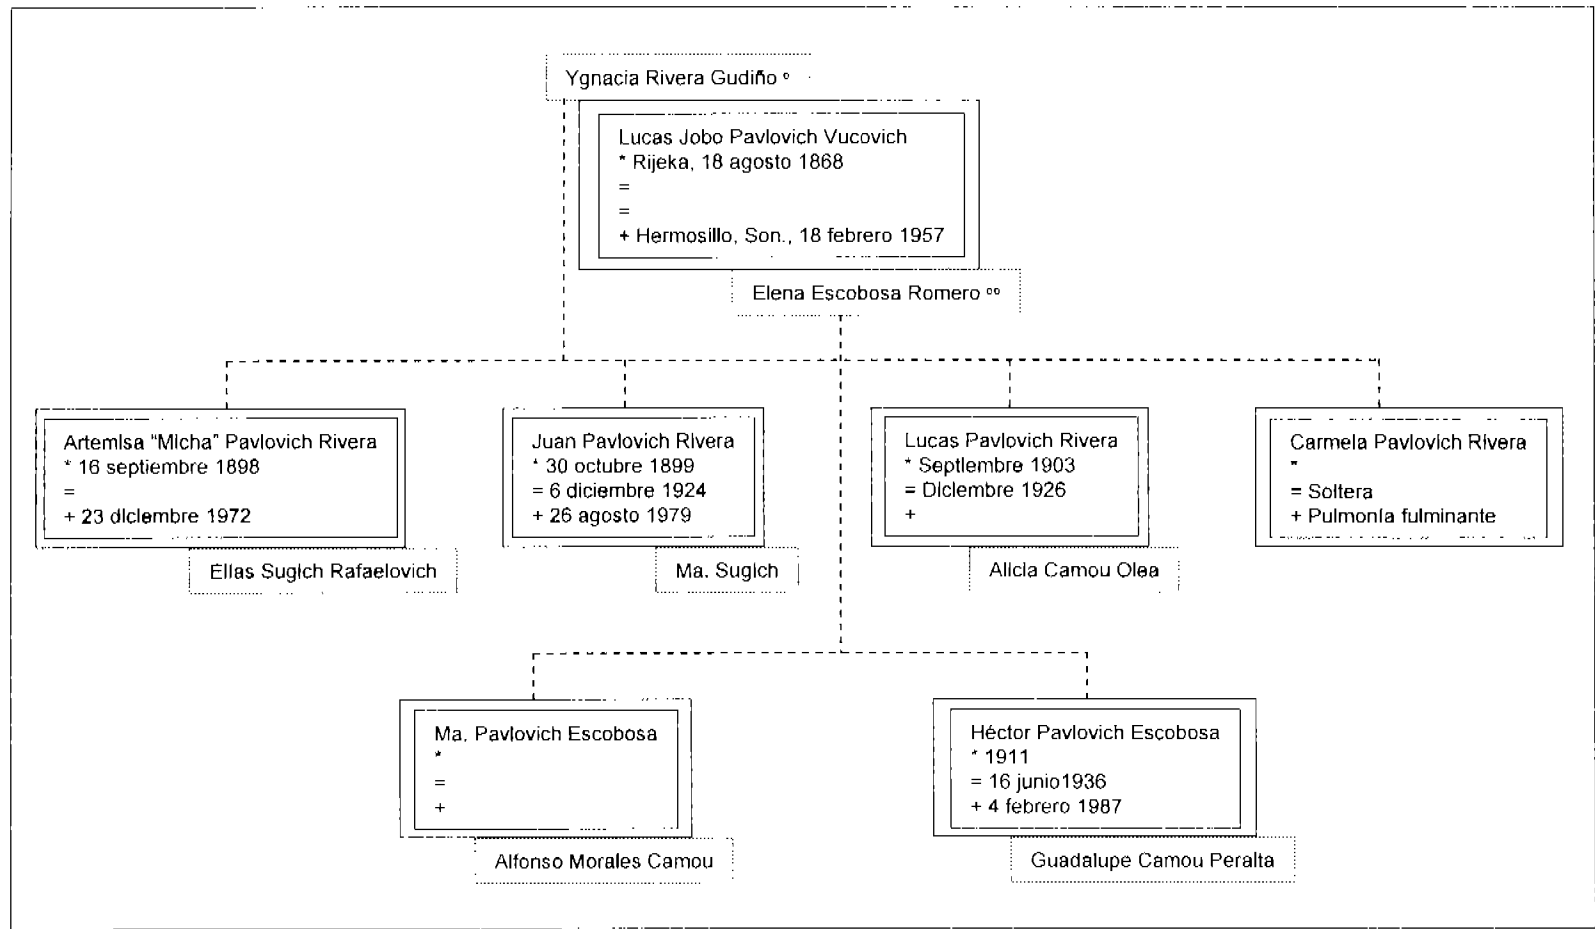 Ygnacia Rivera Gudiño º
Lucas Jobo Pavlovich Vucovich
* Rijeka, 18 agosto 1868
=
=
+ Hermosillo, Son., 18 febrero 1957
Elena Escobosa Romero ºº
Artemisa “Micha” Pavlovich Rivera
* 16 septiembre 1898
=
+ 23 diciembre 1972
Elías Sugich Rafaelovich
Juan Pavlovich Rivera
* 30 octubre 1899
= 6 diciembre 1924
+ 26 agosto 1979
Ma. Sugich
Lucas Pavlovich Rivera
* Septiembre 1903
= Diciembre 1926
+
Alicia Camou Olea
Carmela Pavlovich Rivera
*
= Soltera
+ Pulmonía fulminante
Ma. Pavlovich Escobosa
*
=
+
Alfonso Morales Camou
Héctor Pavlovich Escobosa
* 1911
= 16 junio1936
+ 4 febrero 1987
Guadalupe Camou Peralta